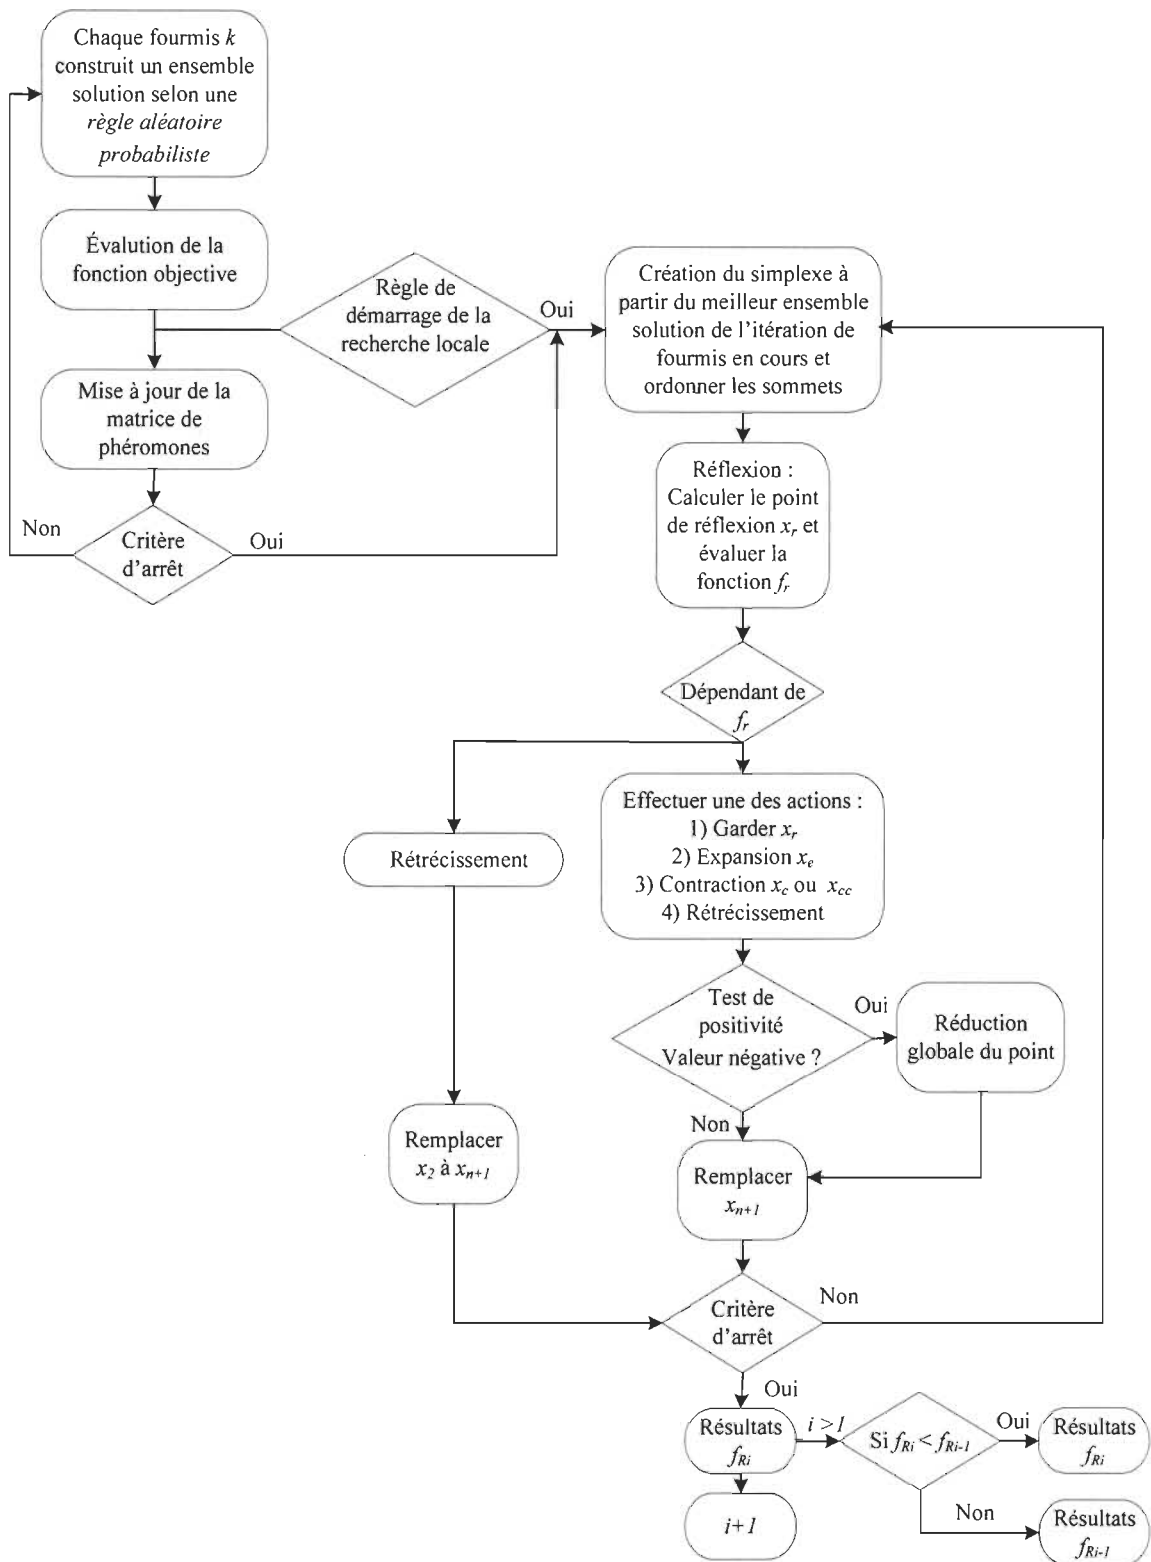 Chaque fourmis k
construit un ensemble
solution selon une
règle aléatoire
probabiliste
Évalution de la
fonction objective
Mise à jour de la
matrice de
phéromones
Non
Critère
d'arrêt
Oui
Règle de
démarrage de la
recherche locale
Oui
Création du simplexe à
partir du meilleur ensemble
solution de l'itération de
fourmis en cours et
ordonner les sommets
Réflexion :
Calculer le point
de réflexion xr et
évaluer la
fonction fr
Dépendant de
fr
Rétrécissement
Effectuer une des actions :
1) Garder xr
2) Expansion xe
3) Contraction xc ou xcc
4) Rétrécissement
Test de
positivité
Valeur négative ?
Oui
Réduction
globale du point
Non
Remplacer
x2 à xn+1
Remplacer
xn+1
Critère
d'arrêt
Non
Oui
Résultats
fRi
i >1
Si fRi < fRi-1
Oui
Résultats
fRi
i+1
Non
Résultats
fRi-1